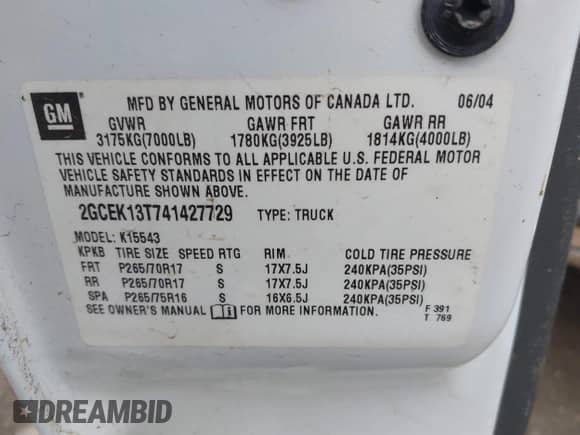 GM
MFD BY GENERAL MOTORS OF CANADA LTD. 06/04
GVWR GAWR FRT GAWR RR
3175KG(7000LB) 1780KG(3925LB) 1814KG(4000LB)
THIS VEHICLE CONFORMS TO ALL APPLICABLE U.S. FEDERAL MOTOR
VEHICLE SAFETY STANDARDS IN EFFECT ON THE DATE OF
MANUFACTURE SHOWN ABOVE.
2GCEK13T741427729 TYPE: TRUCK
MODEL: K15543
KPKB TIRE SIZE SPEED RTG RIM COLD TIRE PRESSURE
FRT P265/70R17 S 17X7.5J 240KPA(35PSI)
RR P265/70R17 S 17X7.5J 240KPA(35PSI)
SPA P265/75R16 S 16X6.5J 240KPA(35PSI)
SEE OWNER'S MANUAL FOR MORE INFORMATION.
F 391
T 769
DREAMBID